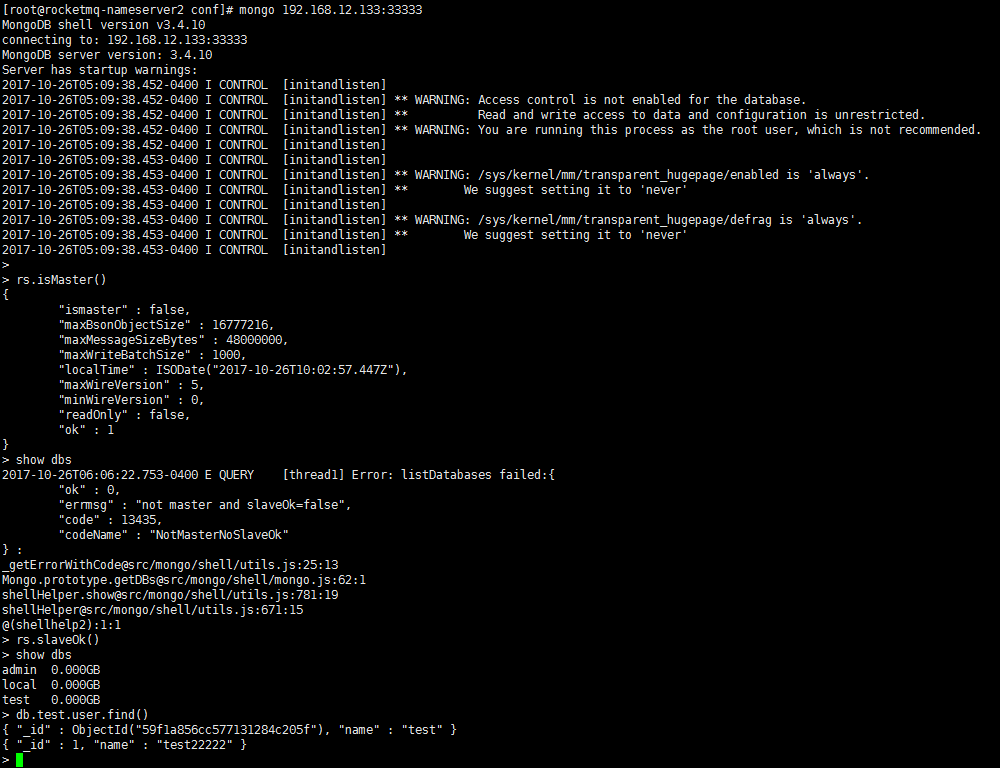 [root@rocketmq-nameserver2 conf]# mongo 192.168.12.133:33333
MongoDB shell version v3.4.10
connecting to: 192.168.12.133:33333
MongoDB server version: 3.4.10
Server has startup warnings:
2017-10-26T05:09:38.452-0400 I CONTROL  [initandlisten]
2017-10-26T05:09:38.452-0400 I CONTROL  [initandlisten] ** WARNING: Access control is not enabled for the database.
2017-10-26T05:09:38.452-0400 I CONTROL  [initandlisten] **          Read and write access to data and configuration is unrestricted.
2017-10-26T05:09:38.452-0400 I CONTROL  [initandlisten] ** WARNING: You are running this process as the root user, which is not recommended.
2017-10-26T05:09:38.452-0400 I CONTROL  [initandlisten]
2017-10-26T05:09:38.453-0400 I CONTROL  [initandlisten]
2017-10-26T05:09:38.453-0400 I CONTROL  [initandlisten] ** WARNING: /sys/kernel/mm/transparent_hugepage/enabled is 'always'.
2017-10-26T05:09:38.453-0400 I CONTROL  [initandlisten] **        We suggest setting it to 'never'
2017-10-26T05:09:38.453-0400 I CONTROL  [initandlisten]
2017-10-26T05:09:38.453-0400 I CONTROL  [initandlisten] ** WARNING: /sys/kernel/mm/transparent_hugepage/defrag is 'always'.
2017-10-26T05:09:38.453-0400 I CONTROL  [initandlisten] **        We suggest setting it to 'never'
2017-10-26T05:09:38.453-0400 I CONTROL  [initandlisten]
>
> rs.isMaster()
{
        "ismaster" : false,
        "maxBsonObjectSize" : 16777216,
        "maxMessageSizeBytes" : 48000000,
        "maxWriteBatchSize" : 1000,
        "localTime" : ISODate("2017-10-26T10:02:57.447Z"),
        "maxWireVersion" : 5,
        "minWireVersion" : 0,
        "readOnly" : false,
        "ok" : 1
}
> show dbs
2017-10-26T06:06:22.753-0400 E QUERY    [thread1] Error: listDatabases failed:{
        "ok" : 0,
        "errmsg" : "not master and slaveOk=false",
        "code" : 13435,
        "codeName" : "NotMasterNoSlaveOk"
} :
_getErrorWithCode@src/mongo/shell/utils.js:25:13
Mongo.prototype.getDBs@src/mongo/shell/mongo.js:62:1
shellHelper.show@src/mongo/shell/utils.js:781:19
shellHelper@src/mongo/shell/utils.js:671:15
@(shellhelp2):1:1
> rs.slaveOk()
> show dbs
admin  0.000GB
local  0.000GB
test   0.000GB
> db.test.user.find()
{ "_id" : ObjectId("59f1a856cc577131284c205f"), "name" : "test" }
{ "_id" : 1, "name" : "test22222" }
>